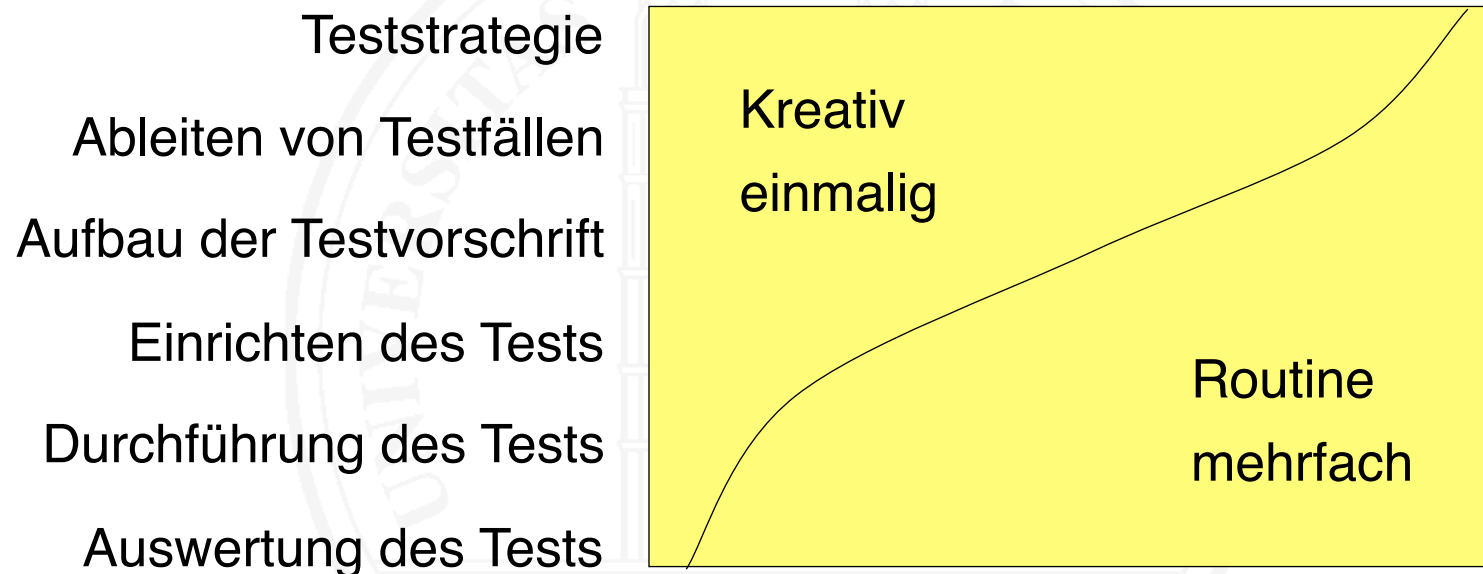 Teststrategie
Ableiten von Testfällen
Aufbau der Testvorschrift
Einrichten des Tests
Durchführung des Tests
Auswertung des Tests
Kreativ
einmalig
Routine
mehrfach